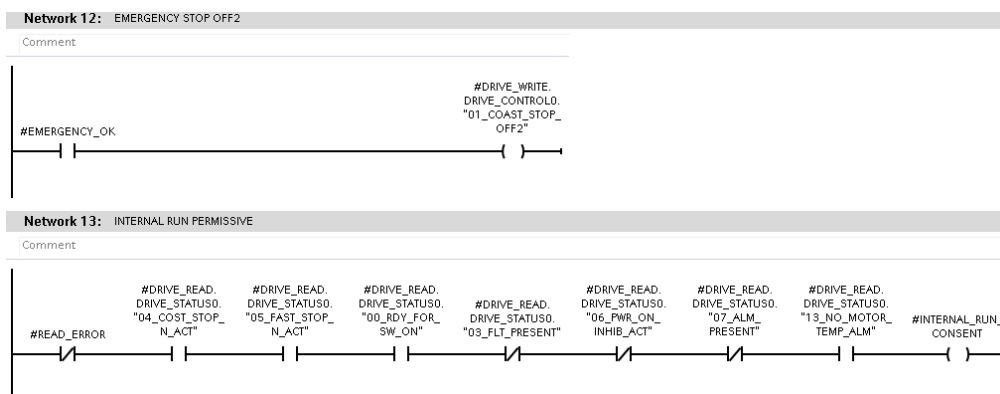 Network 12: EMERGENCY STOP OFF2
Comment
#DRIVE_WRITE.
DRIVE_CONTROL0.
"01_COAST_STOP_
OFF2"
#EMERGENCY_OK
Network 13: INTERNAL RUN PERMISSIVE
Comment
#READ_ERROR
#DRIVE_READ.
DRIVE_STATUS0.
"04_COST_STOP_
N_ACT"
#DRIVE_READ.
DRIVE_STATUS0.
"05_FAST_STOP_
N_ACT"
#DRIVE_READ.
DRIVE_STATUS0.
"00_RDY_FOR_
SW_ON"
#DRIVE_READ.
DRIVE_STATUS0.
"03_FLT_PRESENT"
#DRIVE_READ.
DRIVE_STATUS0.
"06_PWR_ON_
INHIB_ACT"
#DRIVE_READ.
DRIVE_STATUS0.
"07_ALM_
PRESENT"
#DRIVE_READ.
DRIVE_STATUS0.
"13_NO_MOTOR_
TEMP_ALM"
#INTERNAL_RUN_
CONSENT